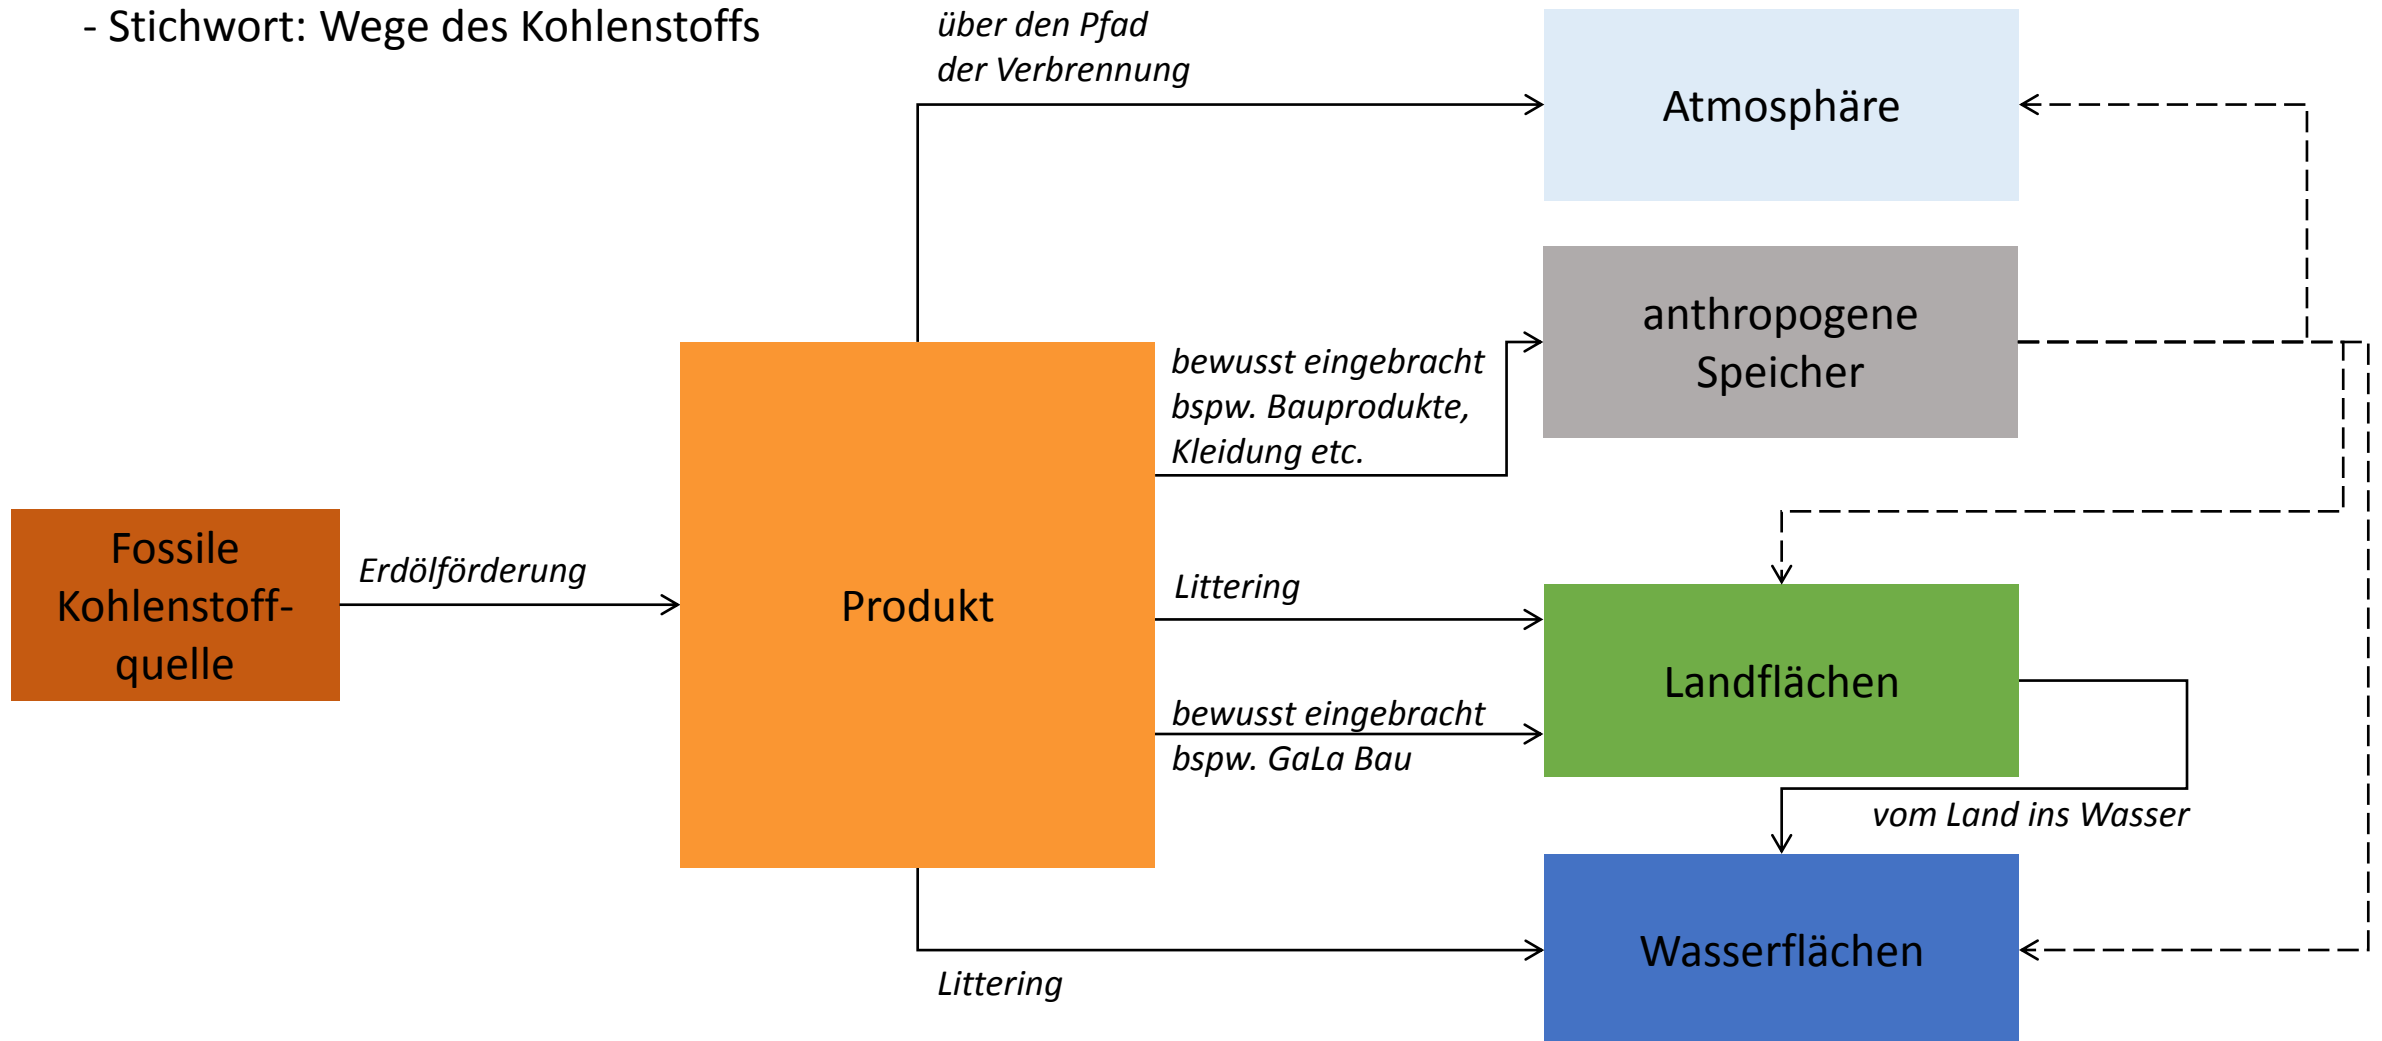 - Stichwort: Wege des Kohlenstoffs
über den Pfad
der Verbrennung
Atmosphäre
anthropogene
Speicher
bewusst eingebracht
bspw. Bauprodukte,
Kleidung etc.
Fossile
Kohlenstoff-
quelle
Erdölförderung
Produkt
Littering
Landflächen
bewusst eingebracht
bspw. GaLa Bau
vom Land ins Wasser
Wasserflächen
Littering